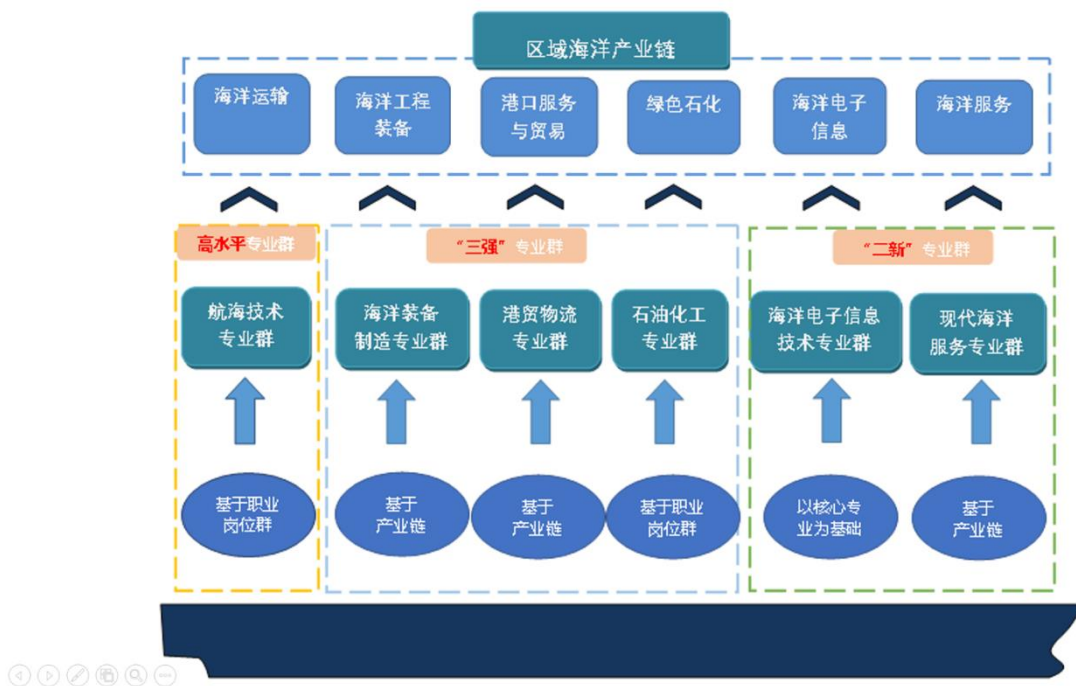 区域海洋产业链
海洋运输
海洋工程
装备
港口服务
与贸易
绿色石化
海洋电子
信息
海洋服务
高水平专业群
“三强” 专业群
“二新” 专业群
航海技术
专业群
海洋装备
制造专业群
港贸物流
专业群
石油化工
专业群
海洋电子信息
技术专业群
现代海洋
服务专业群
基于职业
岗位群
基于
产业链
基于
产业链
基于职业
岗位群
以核心专
业为基础
基于
产业链